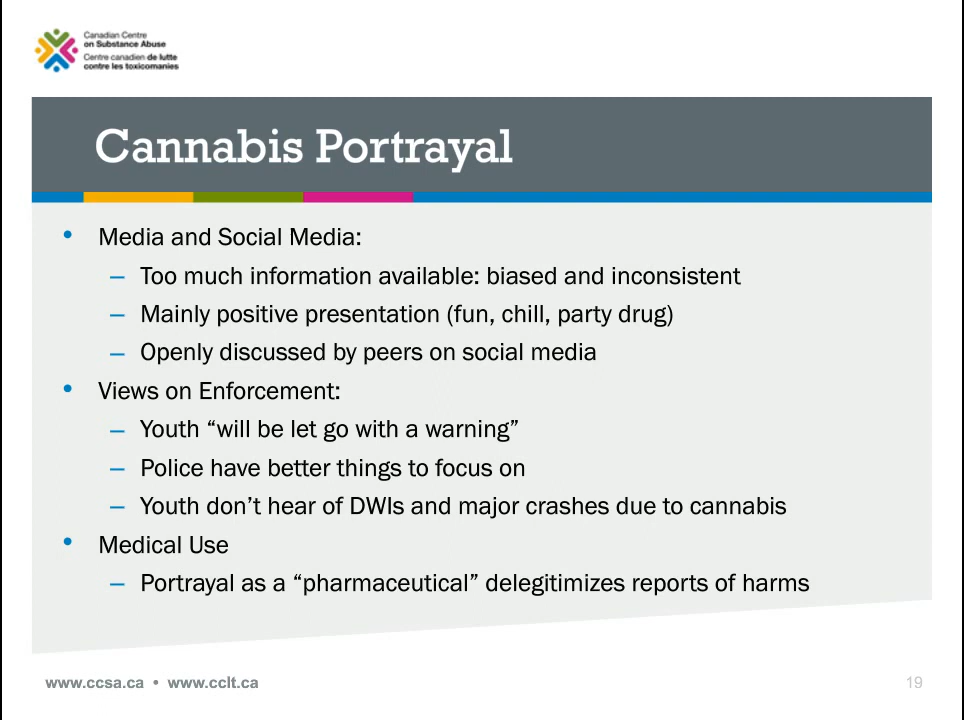 Canadian Centre
on Substance Abuse
Centre canadien de lutte
contre les toxicomanies
Cannabis Portrayal
• Media and Social Media:
– Too much information available: biased and inconsistent
– Mainly positive presentation (fun, chill, party drug)
– Openly discussed by peers on social media
• Views on Enforcement:
– Youth “will be let go with a warning”
– Police have better things to focus on
– Youth don’t hear of DWIs and major crashes due to cannabis
• Medical Use
– Portrayal as a “pharmaceutical” delegitimizes reports of harms
www.ccsa.ca • www.cclt.ca
19